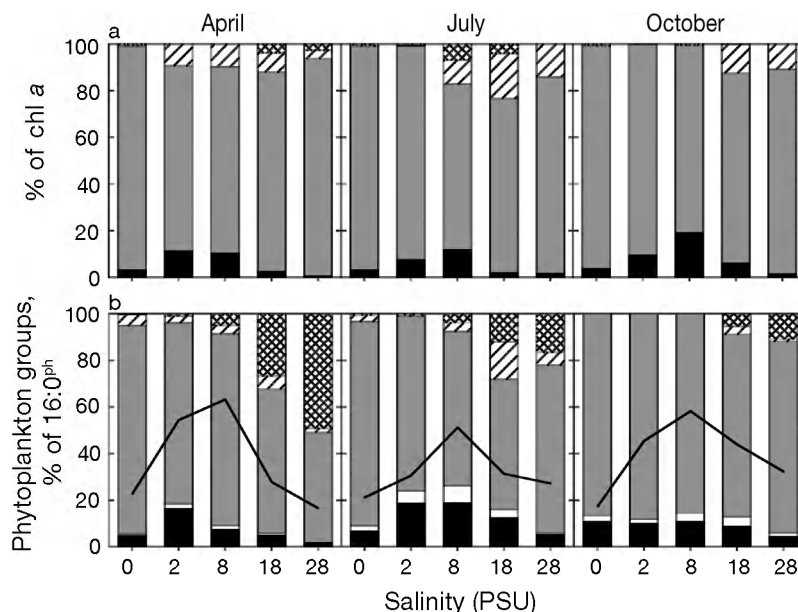 April July October
a
100
80
60
40
20
0
% of chl a
b
100
80
60
40
20
0
Phytoplankton groups,
% of 16:0ph
0 2 8 18 28 0 2 8 18 28 0 2 8 18 28
Salinity (PSU)